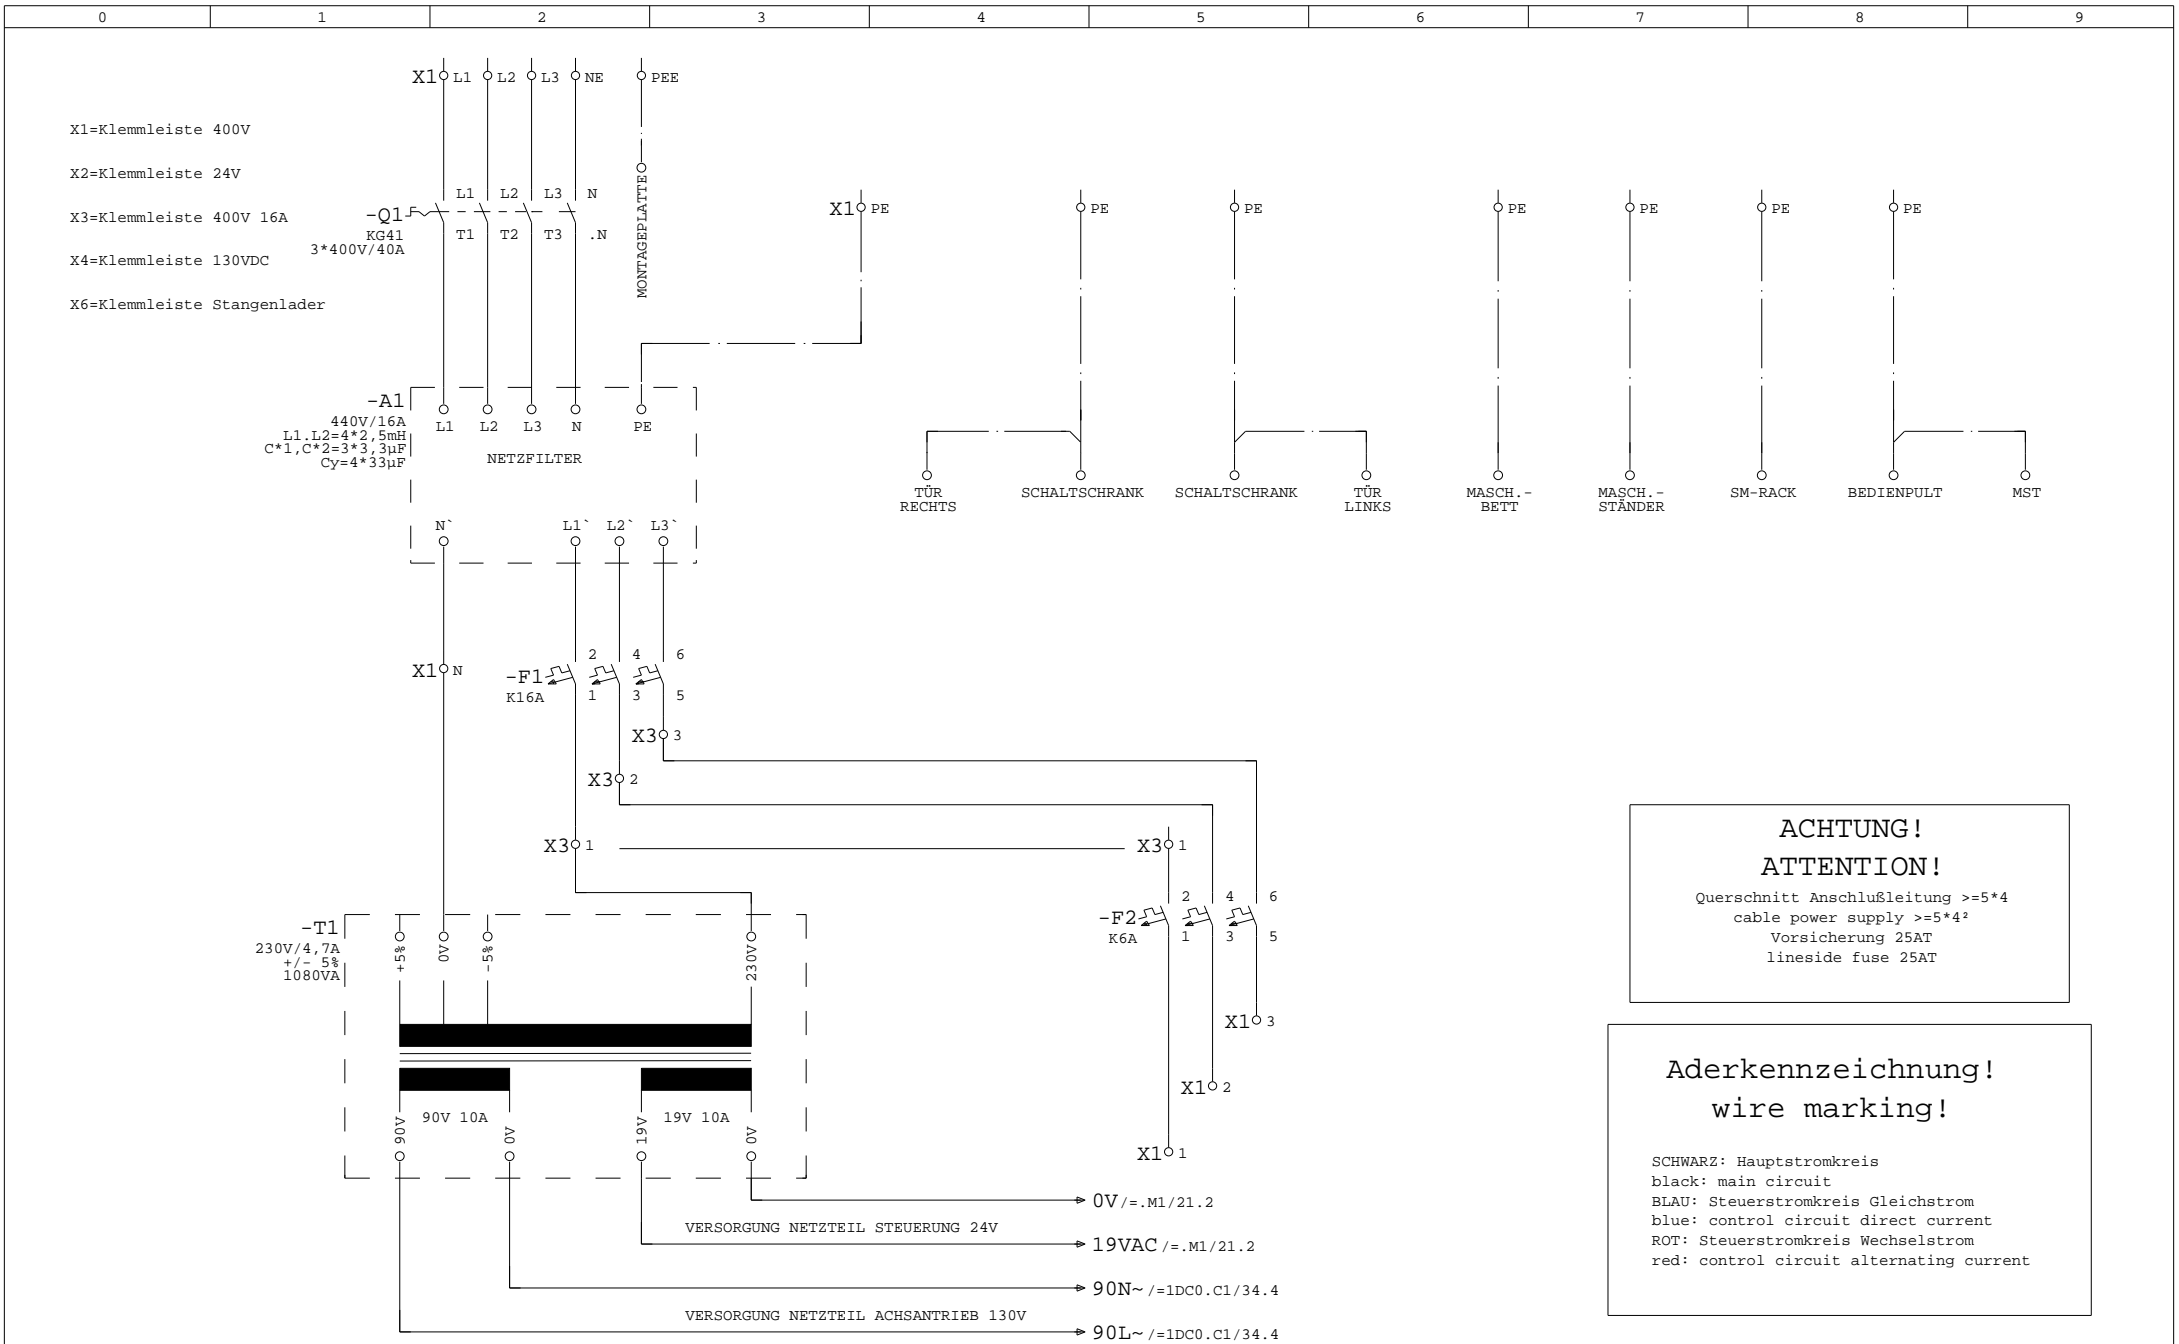 0 1 2 3 4 5 6 7 8 9
X1 L1 L2 L3 NE PEE
X1=Klemmleiste 400V
X2=Klemmleiste 24V
X3=Klemmleiste 400V 16A
X4=Klemmleiste 130VDC
X6=Klemmleiste Stangenlader
L1 L2 L3 N
-Q1
KG41
3*400V/40A
T1 T2 T3 .N
MONTAGEPLATTE
X1 PE PE PE PE PE PE PE
-A1
440V/16A
L1.L2=4*2,5mH
C*1,C*2=3*3,3µF
Cy=4*33µF
L1 L2 L3 N PE
NETZFILTER
N` L1` L2` L3`
TÜR
RECHTS
SCHALTSCHRANK
SCHALTSCHRANK
TÜR
LINKS
MASCH.-
BETT
MASCH.-
STÄNDER
SM-RACK
BEDIENPULT
MST
X1 N
-F1
K16A
2 4 6
1 3 5
X3 3
X3 2
X3 1
X3 1
-F2
K6A
2 4 6
1 3 5
X1 3
X1 2
X1 1
-T1
230V/4,7A
+/- 5%
1080VA
+5% 0V -5% 230V
90V 10A 19V 10A
90V 0V 19V 0V
0V/=.M1/21.2
VERSORGUNG NETZTEIL STEUERUNG 24V
19VAC/=.M1/21.2
90N~/=1DC0.C1/34.4
VERSORGUNG NETZTEIL ACHSANTRIEB 130V
90L~/=1DC0.C1/34.4
ACHTUNG!
ATTENTION!
Querschnitt Anschlußleitung >=5*4
cable power supply >=5*4²
Vorsicherung 25AT
lineside fuse 25AT
Aderkennzeichnung!
wire marking!
SCHWARZ: Hauptstromkreis
black: main circuit
BLAU: Steuerstromkreis Gleichstrom
blue: control circuit direct current
ROT: Steuerstromkreis Wechselstrom
red: control circuit alternating current